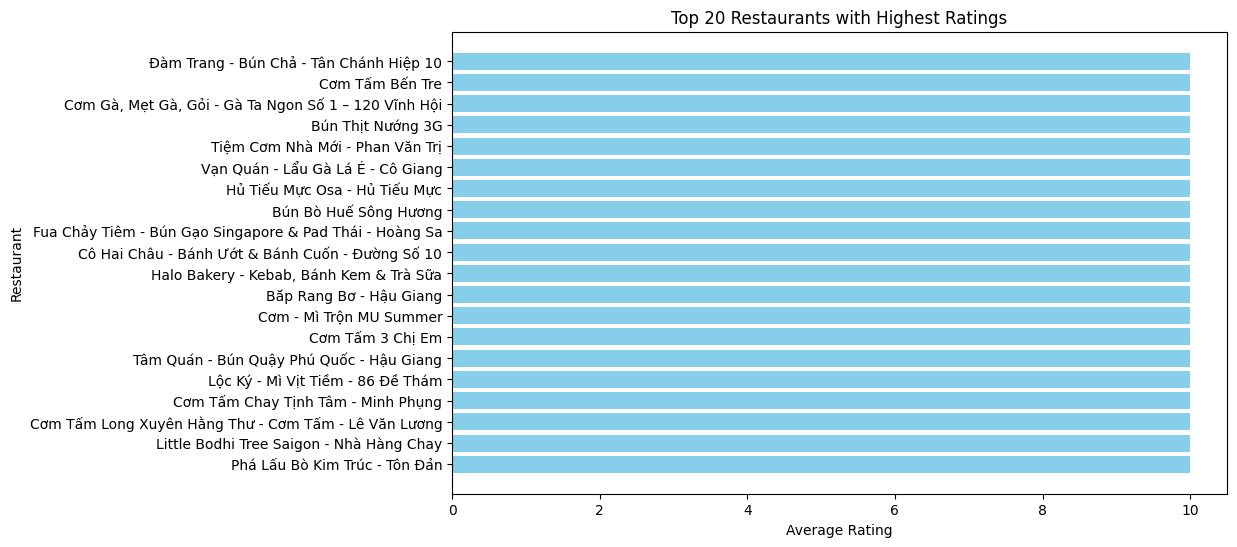 Top 20 Restaurants with Highest Ratings
Restaurant
Đàm Trang - Bún Chả - Tân Chánh Hiệp 10
Cơm Tấm Bến Tre
Cơm Gà, Mẹt Gà, Gỏi - Gà Ta Ngon Số 1 – 120 Vĩnh Hội
Bún Thịt Nướng 3G
Tiệm Cơm Nhà Mới - Phan Văn Trị
Vạn Quán - Lẩu Gà Lá É - Cô Giang
Hủ Tiếu Mực Osa - Hủ Tiếu Mực
Bún Bò Huế Sông Hương
Fua Chảy Tiêm - Bún Gạo Singapore & Pad Thái - Hoàng Sa
Cô Hai Châu - Bánh Ướt & Bánh Cuốn - Đường Số 10
Halo Bakery - Kebab, Bánh Kem & Trà Sữa
Bắp Rang Bơ - Hậu Giang
Cơm - Mì Trộn MU Summer
Cơm Tấm 3 Chị Em
Tâm Quán - Bún Quậy Phú Quốc - Hậu Giang
Lộc Ký - Mì Vịt Tiềm - 86 Đề Thám
Cơm Tấm Chay Tịnh Tâm - Minh Phụng
Cơm Tấm Long Xuyên Hằng Thư - Cơm Tấm - Lê Văn Lương
Little Bodhi Tree Saigon - Nhà Hàng Chay
Phá Lấu Bò Kim Trúc - Tôn Đản
0 2 4 6 8 10
Average Rating